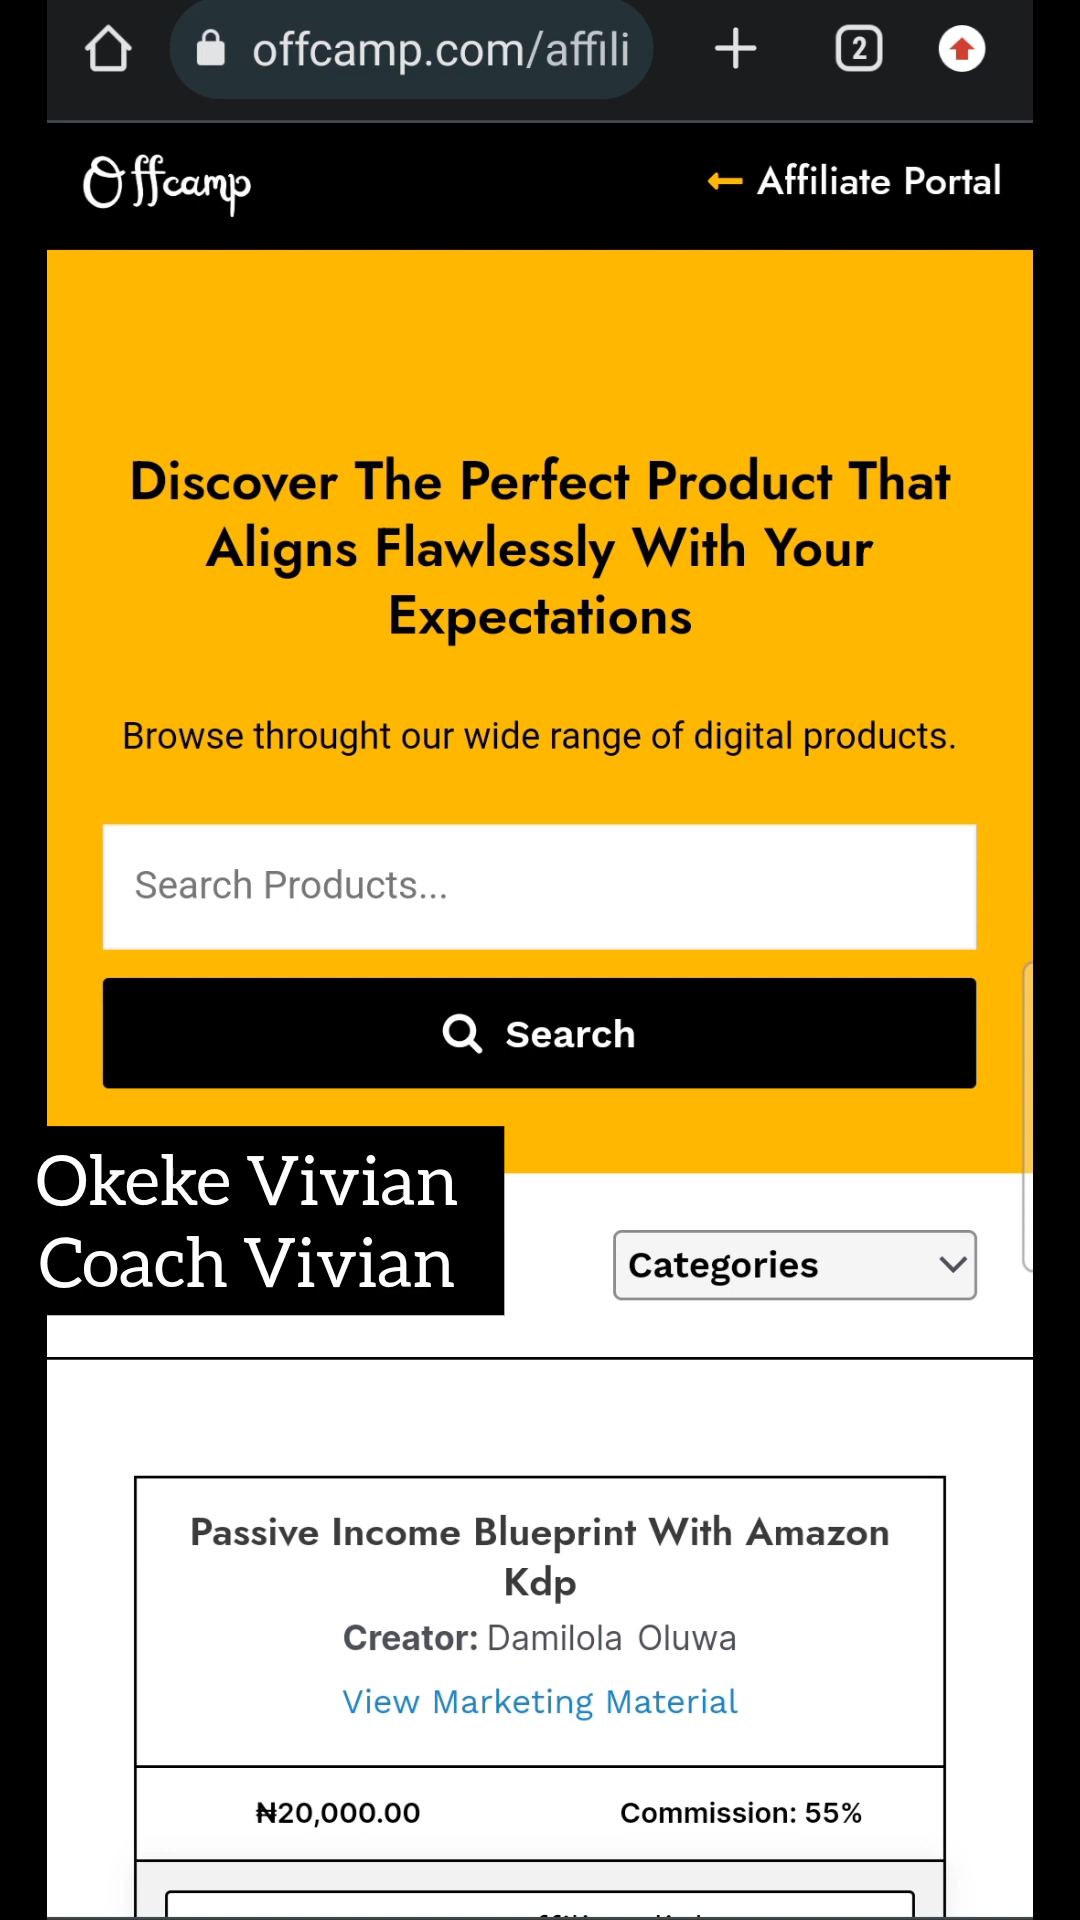 offcamp.com/affili
2
Offcamp
Affiliate Portal
Discover The Perfect Product That
Aligns Flawlessly With Your
Expectations
Browse throught our wide range of digital products.
Search Products...
Search
Okeke Vivian
Coach Vivian
Categories
Passive Income Blueprint With Amazon
Kdp
Creator: Damilola Oluwa
View Marketing Material
₦20,000.00 Commission: 55%